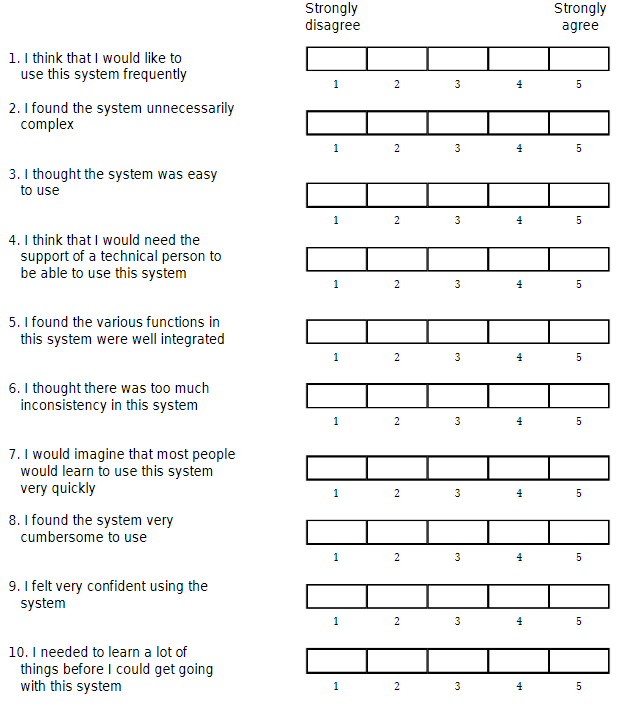 Strongly disagree
Strongly agree
1. I think that I would like to
use this system frequently
1 2 3 4 5
2. I found the system unnecessarily
complex
1 2 3 4 5
3. I thought the system was easy
to use
1 2 3 4 5
4. I think that I would need the
support of a technical person to
be able to use this system
1 2 3 4 5
5. I found the various functions in
this system were well integrated
1 2 3 4 5
6. I thought there was too much
inconsistency in this system
1 2 3 4 5
7. I would imagine that most people
would learn to use this system
very quickly
1 2 3 4 5
8. I found the system very
cumbersome to use
1 2 3 4 5
9. I felt very confident using the
system
1 2 3 4 5
10. I needed to learn a lot of
things before I could get going
with this system
1 2 3 4 5